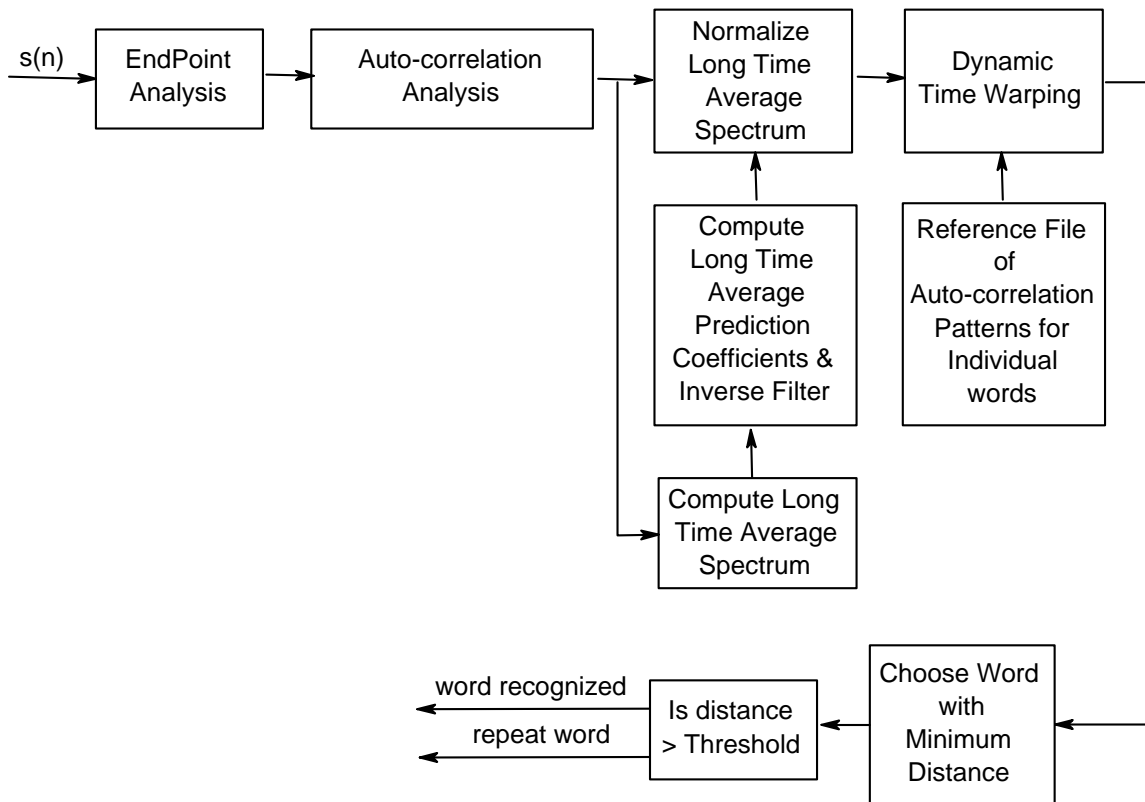 s(n)
EndPoint
Analysis
Auto-correlation
Analysis
Normalize
Long Time
Average
Spectrum
Dynamic
Time Warping
Compute
Long Time
Average
Prediction
Coefficients &
Inverse Filter
Reference File
of
Auto-correlation
Patterns for
Individual
words
Compute Long
Time Average
Spectrum
Choose Word
with
Minimum
Distance
Is distance
> Threshold
word recognized
repeat word